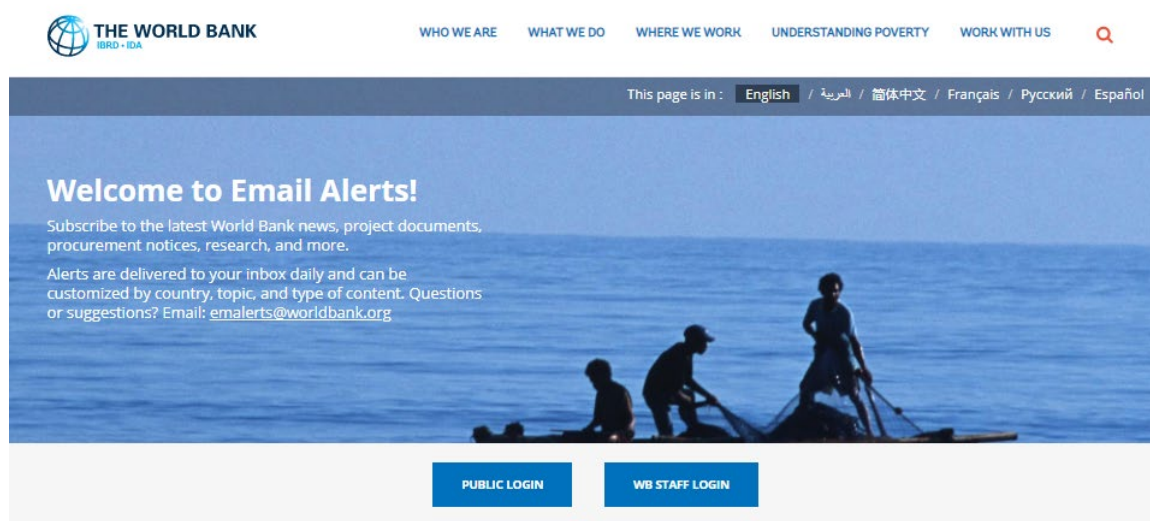 THE WORLD BANK
IBRD • IDA
WHO WE ARE WHAT WE DO WHERE WE WORK UNDERSTANDING POVERTY WORK WITH US
This page is in : English / العربية / 简体中文 / Français / Русский / Español
Welcome to Email Alerts!
Subscribe to the latest World Bank news, project documents,
procurement notices, research, and more.
Alerts are delivered to your inbox daily and can be
customized by country, topic, and type of content. Questions
or suggestions? Email: emalerts@worldbank.org
PUBLIC LOGIN WB STAFF LOGIN